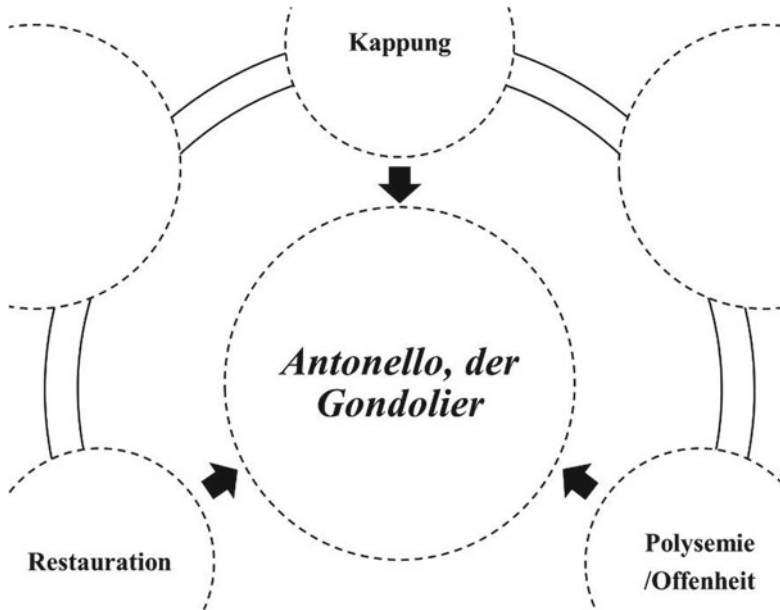 Kappung
Antonello, der
Gondolier
Restauration
Polysemie
/Offenheit